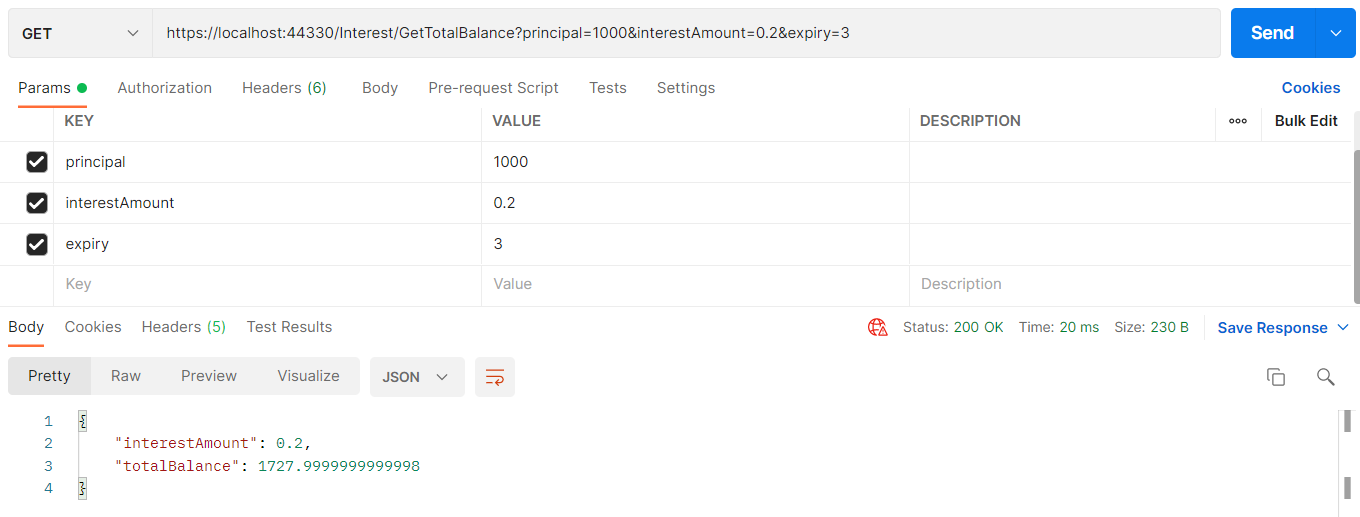 GET https://localhost:44330/Interest/GetTotalBalance?principal=1000&interestAmount=0.2&expiry=3 Send
Params Authorization Headers (6) Body Pre-request Script Tests Settings Cookies
KEY VALUE DESCRIPTION ooo Bulk Edit
principal 1000
interestAmount 0.2
expiry 3
Key Value Description
Body Cookies Headers (5) Test Results Status: 200 OK Time: 20 ms Size: 230 B Save Response
Pretty Raw Preview Visualize JSON
1 {
2 "interestAmount": 0.2,
3 "totalBalance": 1727.9999999999998
4 }